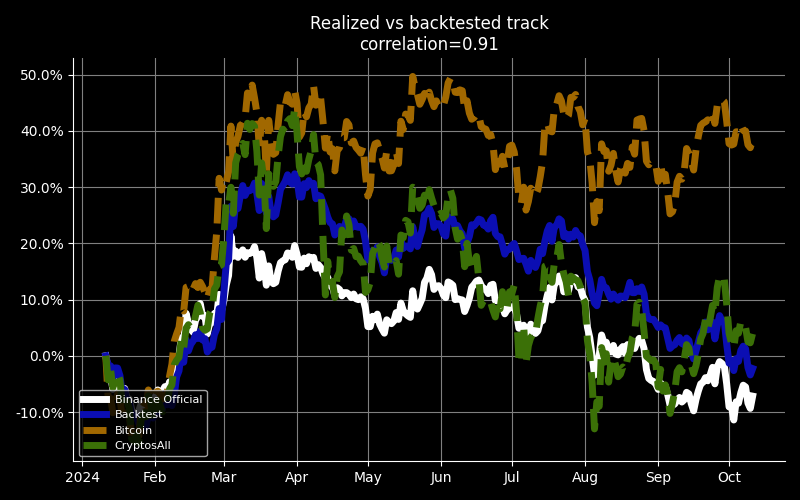 Realized vs backtested track
correlation=0.91
50.0%
40.0%
30.0%
20.0%
10.0%
0.0%
-10.0%
Binance Official
Backtest
Bitcoin
CryptosAll
2024 Feb Mar Apr May Jun Jul Aug Sep Oct